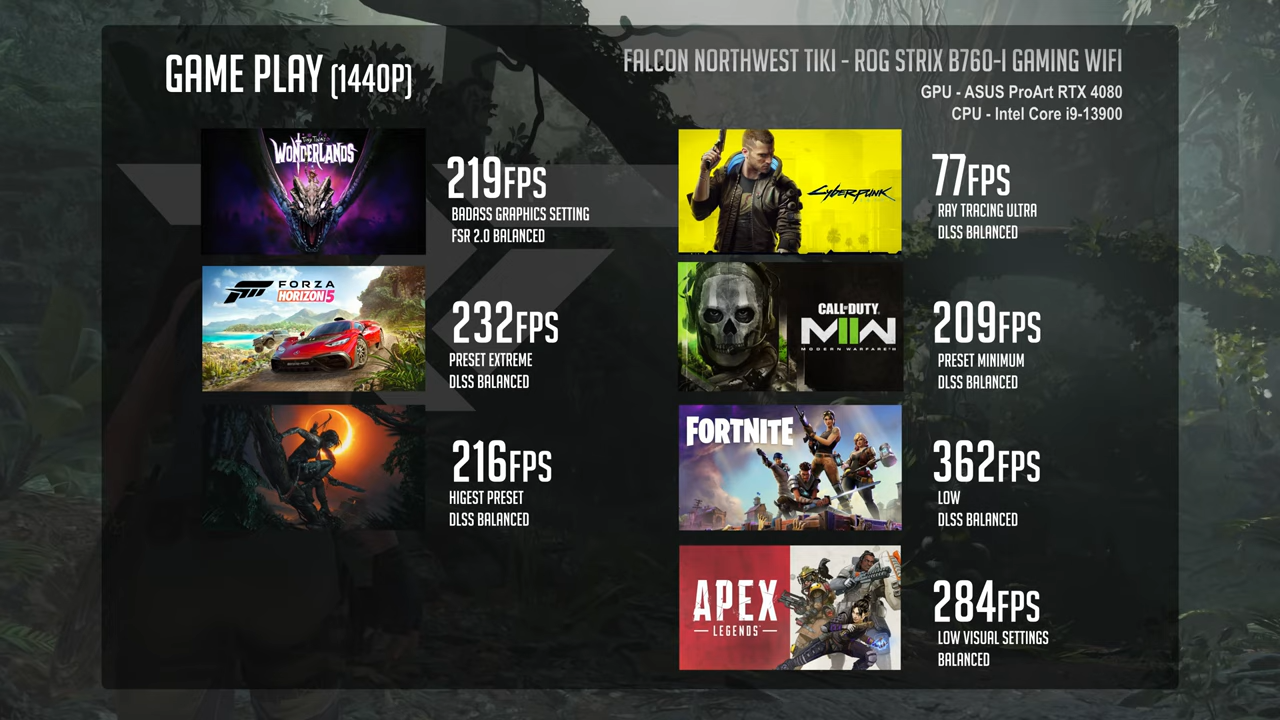 GAME PLAY (1440P)
FALCON NORTHWEST TIKI - ROG STRIX B760-I GAMING WIFI
GPU - ASUS ProArt RTX 4080
CPU - Intel Core i9-13900
Tiny Tina's
WONDERLANDS
219FPS
BADASS GRAPHICS SETTING
FSR 2.0 BALANCED
FORZA
HORIZON 5
232FPS
PRESET EXTREME
DLSS BALANCED
216FPS
HIGEST PRESET
DLSS BALANCED
CYBERPUNK
77FPS
RAY TRACING ULTRA
DLSS BALANCED
CALL OF DUTY
MWII
MODERN WARFARE II
209FPS
PRESET MINIMUM
DLSS BALANCED
FORTNITE
362FPS
LOW
DLSS BALANCED
APEX
LEGENDS
284FPS
LOW VISUAL SETTINGS
BALANCED